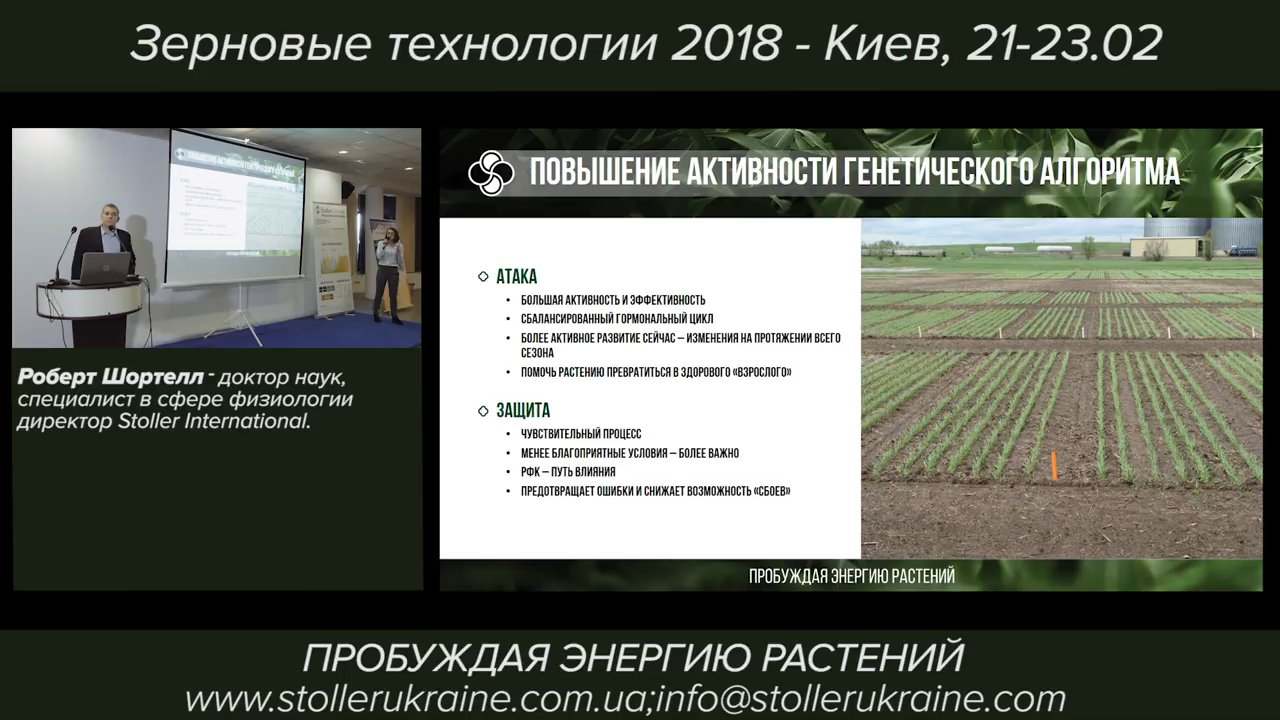 Зерновые технологии 2018 - Киев, 21-23.02
ПОВЫШЕНИЕ АКТИВНОСТИ ГЕНЕТИЧЕСКОГО АЛГОРИТМА
АТАКА
• БОЛЬШАЯ АКТИВНОСТЬ И ЭФФЕКТИВНОСТЬ
• СБАЛАНСИРОВАННЫЙ ГОРМОНАЛЬНЫЙ ЦИКЛ
• БОЛЕЕ АКТИВНОЕ РАЗВИТИЕ СЕЙЧАС – ИЗМЕНЕНИЯ НА ПРОТЯЖЕНИИ ВСЕГО
СЕЗОНА
• ПОМОЧЬ РАСТЕНИЮ ПРЕВРАТИТЬСЯ В ЗДОРОВОГО «ВЗРОСЛОГО»
ЗАЩИТА
• ЧУВСТВИТЕЛЬНЫЙ ПРОЦЕСС
• МЕНЕЕ БЛАГОПРИЯТНЫЕ УСЛОВИЯ – БОЛЕЕ ВАЖНО
• РФК – ПУТЬ ВЛИЯНИЯ
• ПРЕДОТВРАЩАЕТ ОШИБКИ И СНИЖАЕТ ВОЗМОЖНОСТЬ «СБОЕВ»
ПРОБУЖДАЯ ЭНЕРГИЮ РАСТЕНИЙ
Роберт Шортелл - доктор наук,
специалист в сфере физиологии
директор Stoller International.
ПРОБУЖДАЯ ЭНЕРГИЮ РАСТЕНИЙ
www.stollerukraine.com.ua;info@stollerukraine.com